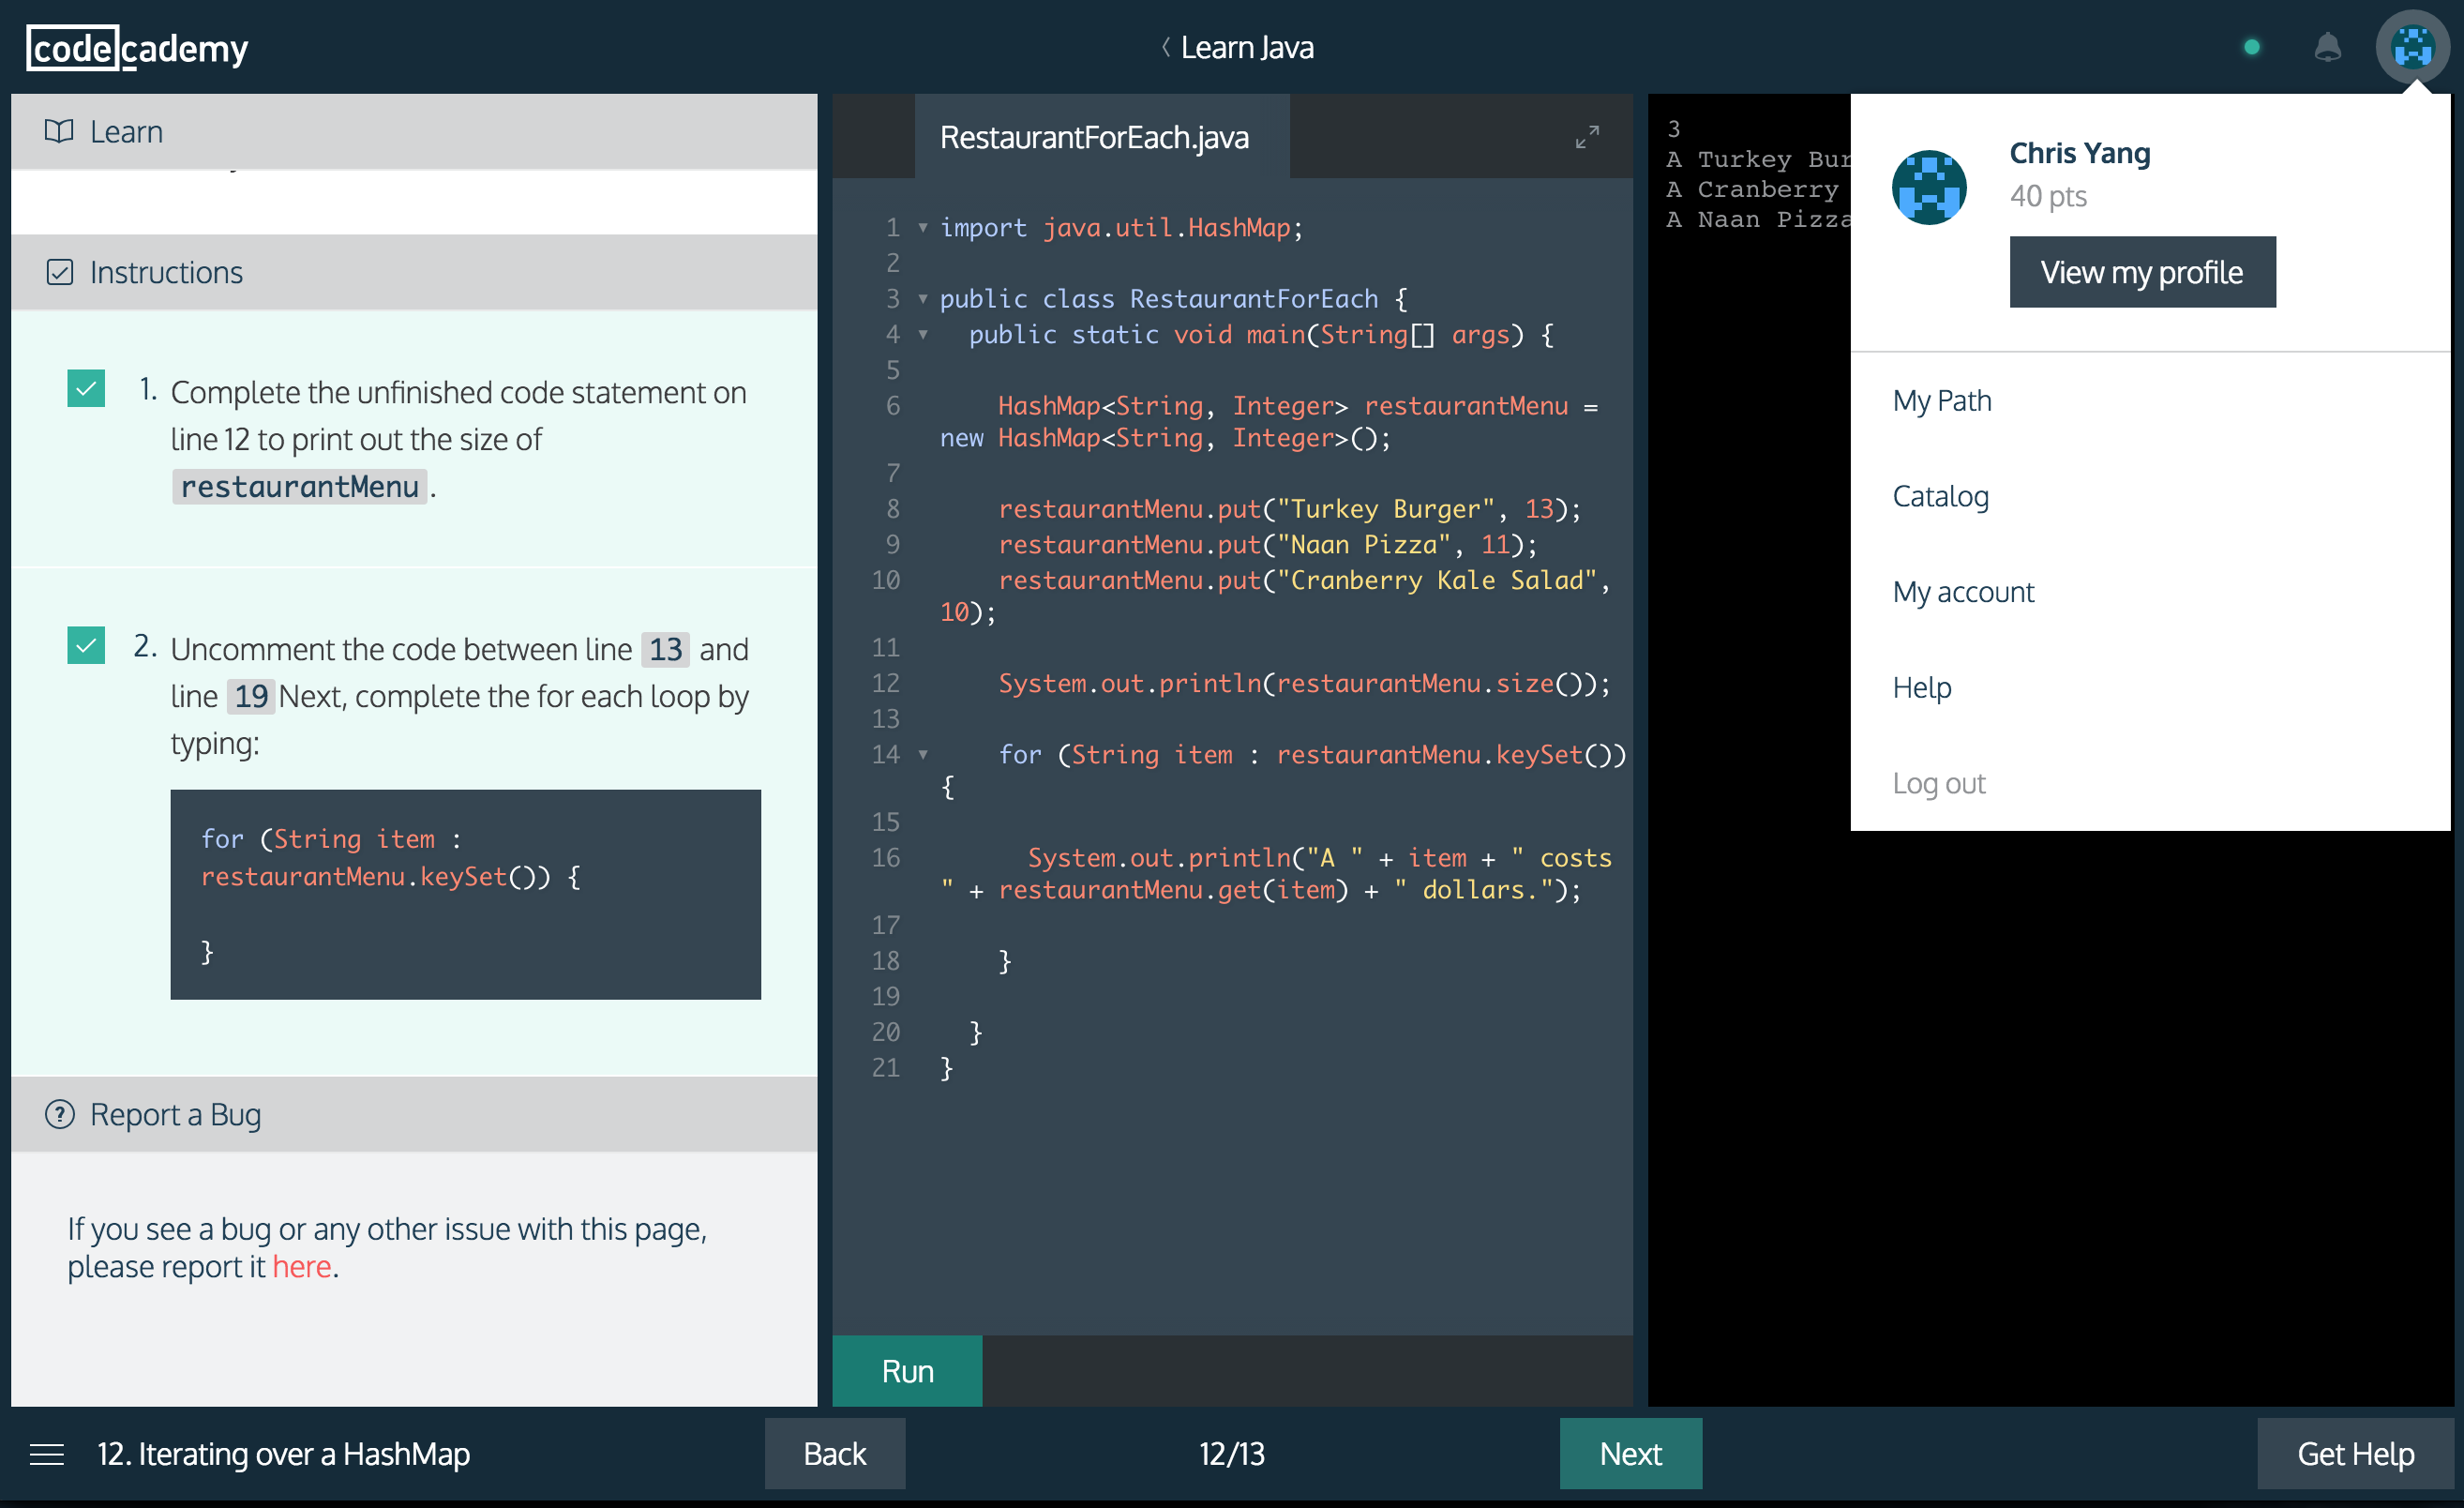 codecademy
Learn Java
Learn
Instructions
1. Complete the unfinished code statement on
line 12 to print out the size of
restaurantMenu.
2. Uncomment the code between line 13 and
line 19 Next, complete the for each loop by
typing:
for (String item :
restaurantMenu.keySet()) {
}
Report a Bug
If you see a bug or any other issue with this page,
please report it here.
RestaurantForEach.java
1 import java.util.HashMap;
2
3 public class RestaurantForEach {
4 public static void main(String[] args) {
5
6 HashMap<String, Integer> restaurantMenu =
new HashMap<String, Integer>();
7
8 restaurantMenu.put("Turkey Burger", 13);
9 restaurantMenu.put("Naan Pizza", 11);
10 restaurantMenu.put("Cranberry Kale Salad",
10);
11
12 System.out.println(restaurantMenu.size());
13
14 for (String item : restaurantMenu.keySet())
{
15
16 System.out.println("A " + item + " costs
" + restaurantMenu.get(item) + " dollars.");
17
18 }
19
20 }
21 }
Run
3
A Turkey Bur
A Cranberry
A Naan Pizza
Chris Yang
40 pts
View my profile
My Path
Catalog
My account
Help
Log out
12. Iterating over a HashMap
Back
12/13
Next
Get Help